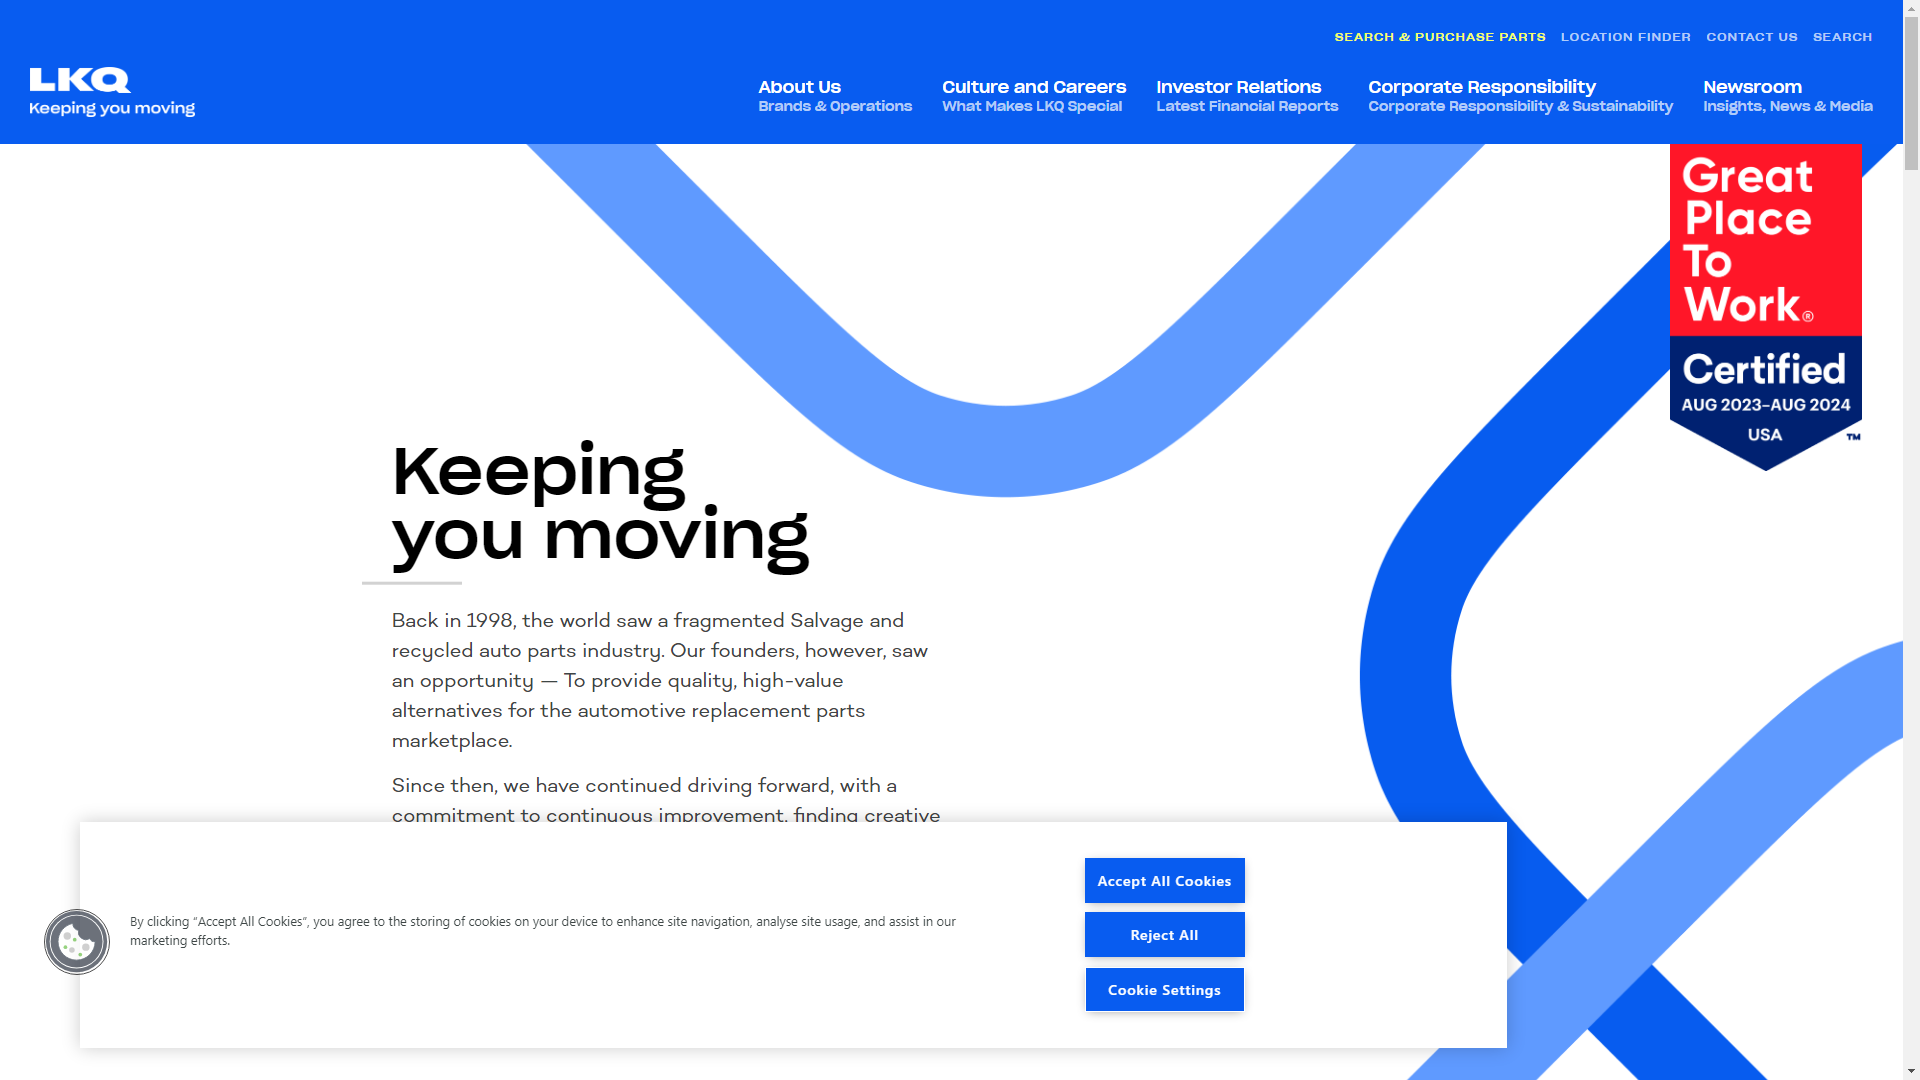 SEARCH & PURCHASE PARTS LOCATION FINDER CONTACT US SEARCH
LKQ
Keeping you moving
About Us Culture and Careers Investor Relations Corporate Responsibility Newsroom
Brands & Operations What Makes LKQ Special Latest Financial Reports Corporate Responsibility & Sustainability Insights, News & Media
Great
Place
To
Work®
Certified
AUG 2023-AUG 2024
USA
™
Keeping
you moving
Back in 1998, the world saw a fragmented Salvage and
recycled auto parts industry. Our founders, however, saw
an opportunity — To provide quality, high-value
alternatives for the automotive replacement parts
marketplace.
Since then, we have continued driving forward, with a
commitment to continuous improvement, finding creative
By clicking “Accept All Cookies”, you agree to the storing of cookies on your device to enhance site navigation, analyse site usage, and assist in our
marketing efforts.
Accept All Cookies
Reject All
Cookie Settings